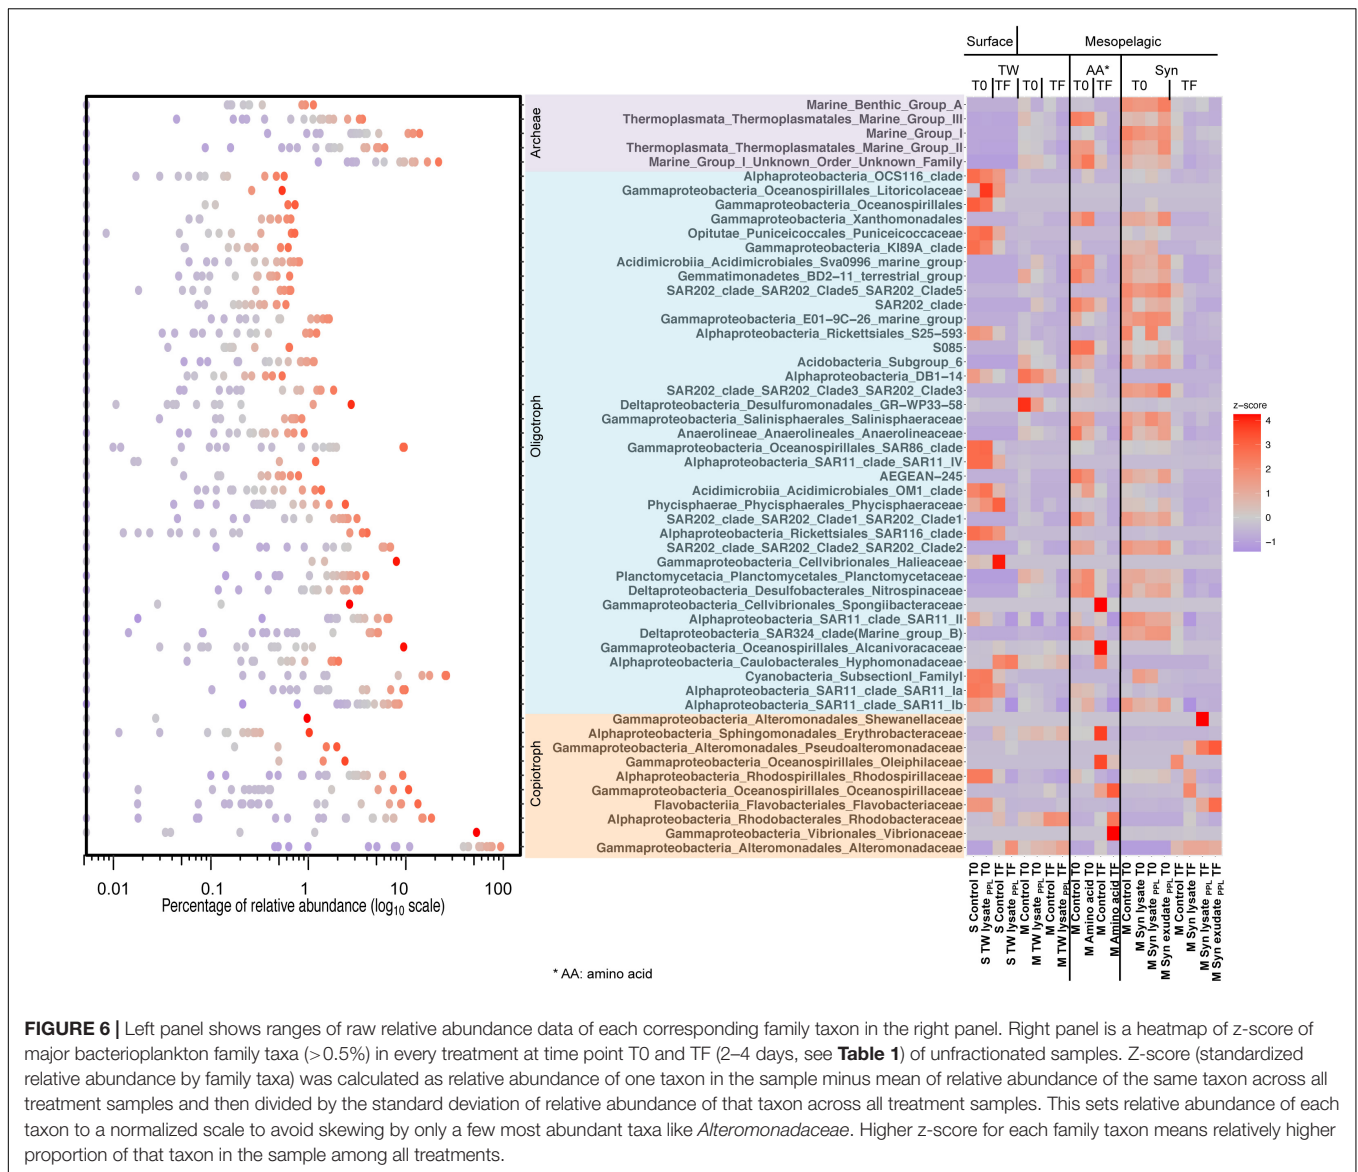 Surface Mesopelagic
TW AA* Syn
T0 TF T0 TF T0 TF T0 TF
Archeae
Marine_Benthic_Group_A
Thermoplasmata_Thermoplasmatales_Marine_Group_III
Marine_Group_I
Thermoplasmata_Thermoplasmatales_Marine_Group_II
Marine_Group_I_Unknown_Order_Unknown_Family
Oligotroph
Alphaproteobacteria_OCS116_clade
Gammaproteobacteria_Oceanospirillales_Litoricolaceae
Gammaproteobacteria_Oceanospirillales
Gammaproteobacteria_Xanthomonadales
Opitutae_Puniceicoccales_Puniceicoccaceae
Gammaproteobacteria_KI89A_clade
Acidimicrobiia_Acidimicrobiales_Sva0996_marine_group
Gemmatimonadetes_BD2−11_terrestrial_group
SAR202_clade_SAR202_Clade5_SAR202_Clade5
SAR202_clade
Gammaproteobacteria_E01−9C−26_marine_group
Alphaproteobacteria_Rickettsiales_S25−593
S085
Acidobacteria_Subgroup_6
Alphaproteobacteria_DB1−14
SAR202_clade_SAR202_Clade3_SAR202_Clade3
Deltaproteobacteria_Desulfuromonadales_GR−WP33−58
Gammaproteobacteria_Salinisphaerales_Salinisphaeraceae
Anaerolineae_Anaerolineales_Anaerolineaceae
Gammaproteobacteria_Oceanospirillales_SAR86_clade
Alphaproteobacteria_SAR11_clade_SAR11_IV
AEGEAN−245
Acidimicrobiia_Acidimicrobiales_OM1_clade
Phycisphaerae_Phycisphaerales_Phycisphaeraceae
SAR202_clade_SAR202_Clade1_SAR202_Clade1
Alphaproteobacteria_Rickettsiales_SAR116_clade
SAR202_clade_SAR202_Clade2_SAR202_Clade2
Gammaproteobacteria_Cellvibrionales_Halieaceae
Planctomycetacia_Planctomycetales_Planctomycetaceae
Deltaproteobacteria_Desulfobacterales_Nitrospinaceae
Gammaproteobacteria_Cellvibrionales_Spongiibacteraceae
Alphaproteobacteria_SAR11_clade_SAR11_II
Deltaproteobacteria_SAR324_clade(Marine_group_B)
Gammaproteobacteria_Oceanospirillales_Alcanivoracaceae
Alphaproteobacteria_Caulobacterales_Hyphomonadaceae
Cyanobacteria_SubsectionI_FamilyI
Alphaproteobacteria_SAR11_clade_SAR11_Ia
Alphaproteobacteria_SAR11_clade_SAR11_Ib
Copiotroph
Gammaproteobacteria_Alteromonadales_Shewanellaceae
Alphaproteobacteria_Sphingomonadales_Erythrobacteraceae
Gammaproteobacteria_Alteromonadales_Pseudoalteromonadaceae
Gammaproteobacteria_Oceanospirillales_Oleiphilaceae
Alphaproteobacteria_Rhodospirillales_Rhodospirillaceae
Gammaproteobacteria_Oceanospirillales_Oceanospirillaceae
Flavobacteriia_Flavobacteriales_Flavobacteriaceae
Alphaproteobacteria_Rhodobacterales_Rhodobacteraceae
Gammaproteobacteria_Vibrionales_Vibrionaceae
Gammaproteobacteria_Alteromonadales_Alteromonadaceae
z−score
4
3
2
1
0
−1
0.01 0.1 1 10 100
Percentage of relative abundance (log10 scale)
S Control T0
S TW lysate PPL T0
S Control TF
S TW lysate PPL TF
M Control T0
M TW lysate PPL T0
M Control TF
M TW lysate PPL TF
M Control T0
M Amino acid T0
M Control TF
M Amino acid TF
M Control T0
M Syn lysate T0
M Syn lysate PPL T0
M Syn exudate PPL T0
M Control TF
M Syn lysate TF
M Syn lysate PPL TF
M Syn exudate PPL TF
* AA: amino acid
FIGURE 6 | Left panel shows ranges of raw relative abundance data of each corresponding family taxon in the right panel. Right panel is a heatmap of z-score of
major bacterioplankton family taxa (>0.5%) in every treatment at time point T0 and TF (2–4 days, see Table 1) of unfractionated samples. Z-score (standardized
relative abundance by family taxa) was calculated as relative abundance of one taxon in the sample minus mean of relative abundance of the same taxon across all
treatment samples and then divided by the standard deviation of relative abundance of that taxon across all treatment samples. This sets relative abundance of each
taxon to a normalized scale to avoid skewing by only a few most abundant taxa like Alteromonadaceae. Higher z-score for each family taxon means relatively higher
proportion of that taxon in the sample among all treatments.